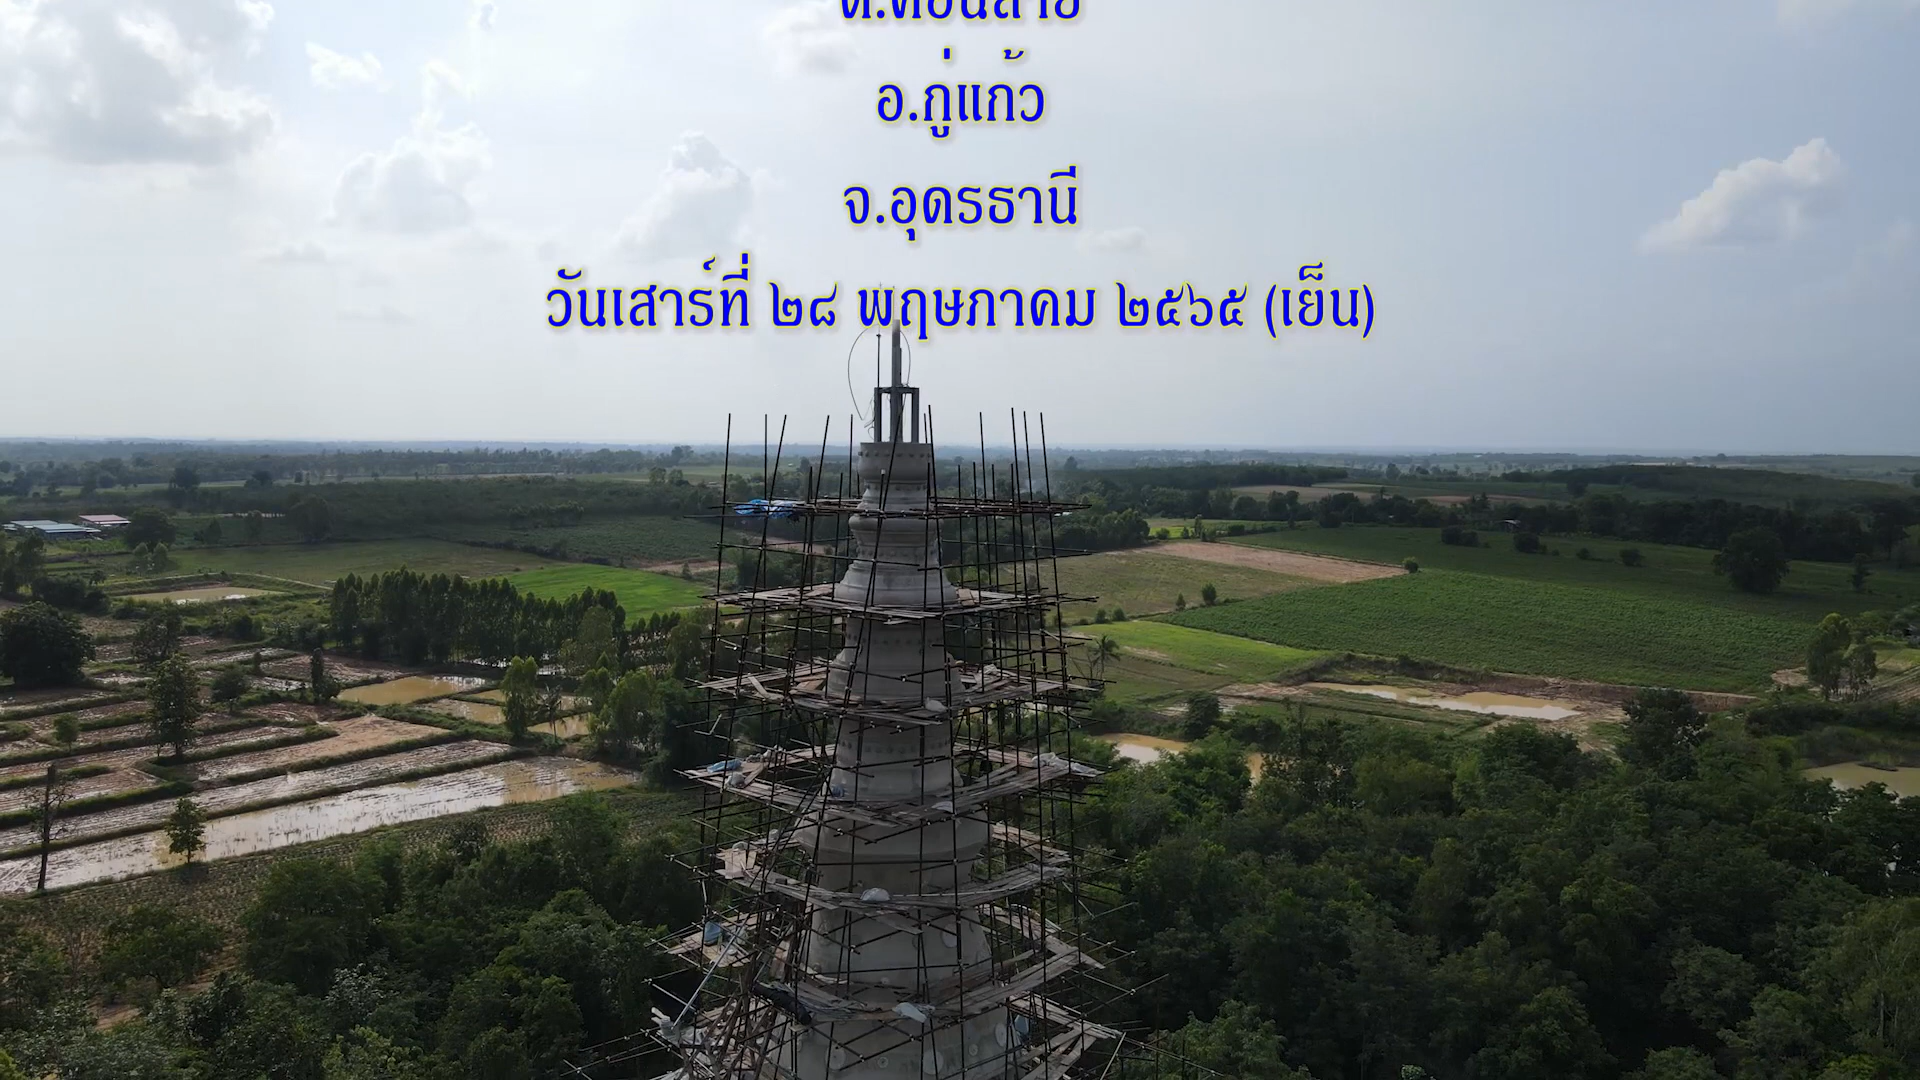 อ.กู่แก้ว
จ.อุดรธานี
วันเสาร์ที่ ๒๘ พฤษภาคม ๒๕๖๕ (เย็น)